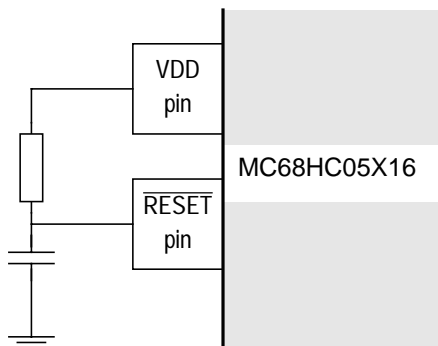 VDD
pin
MC68HC05X16
RESET
pin